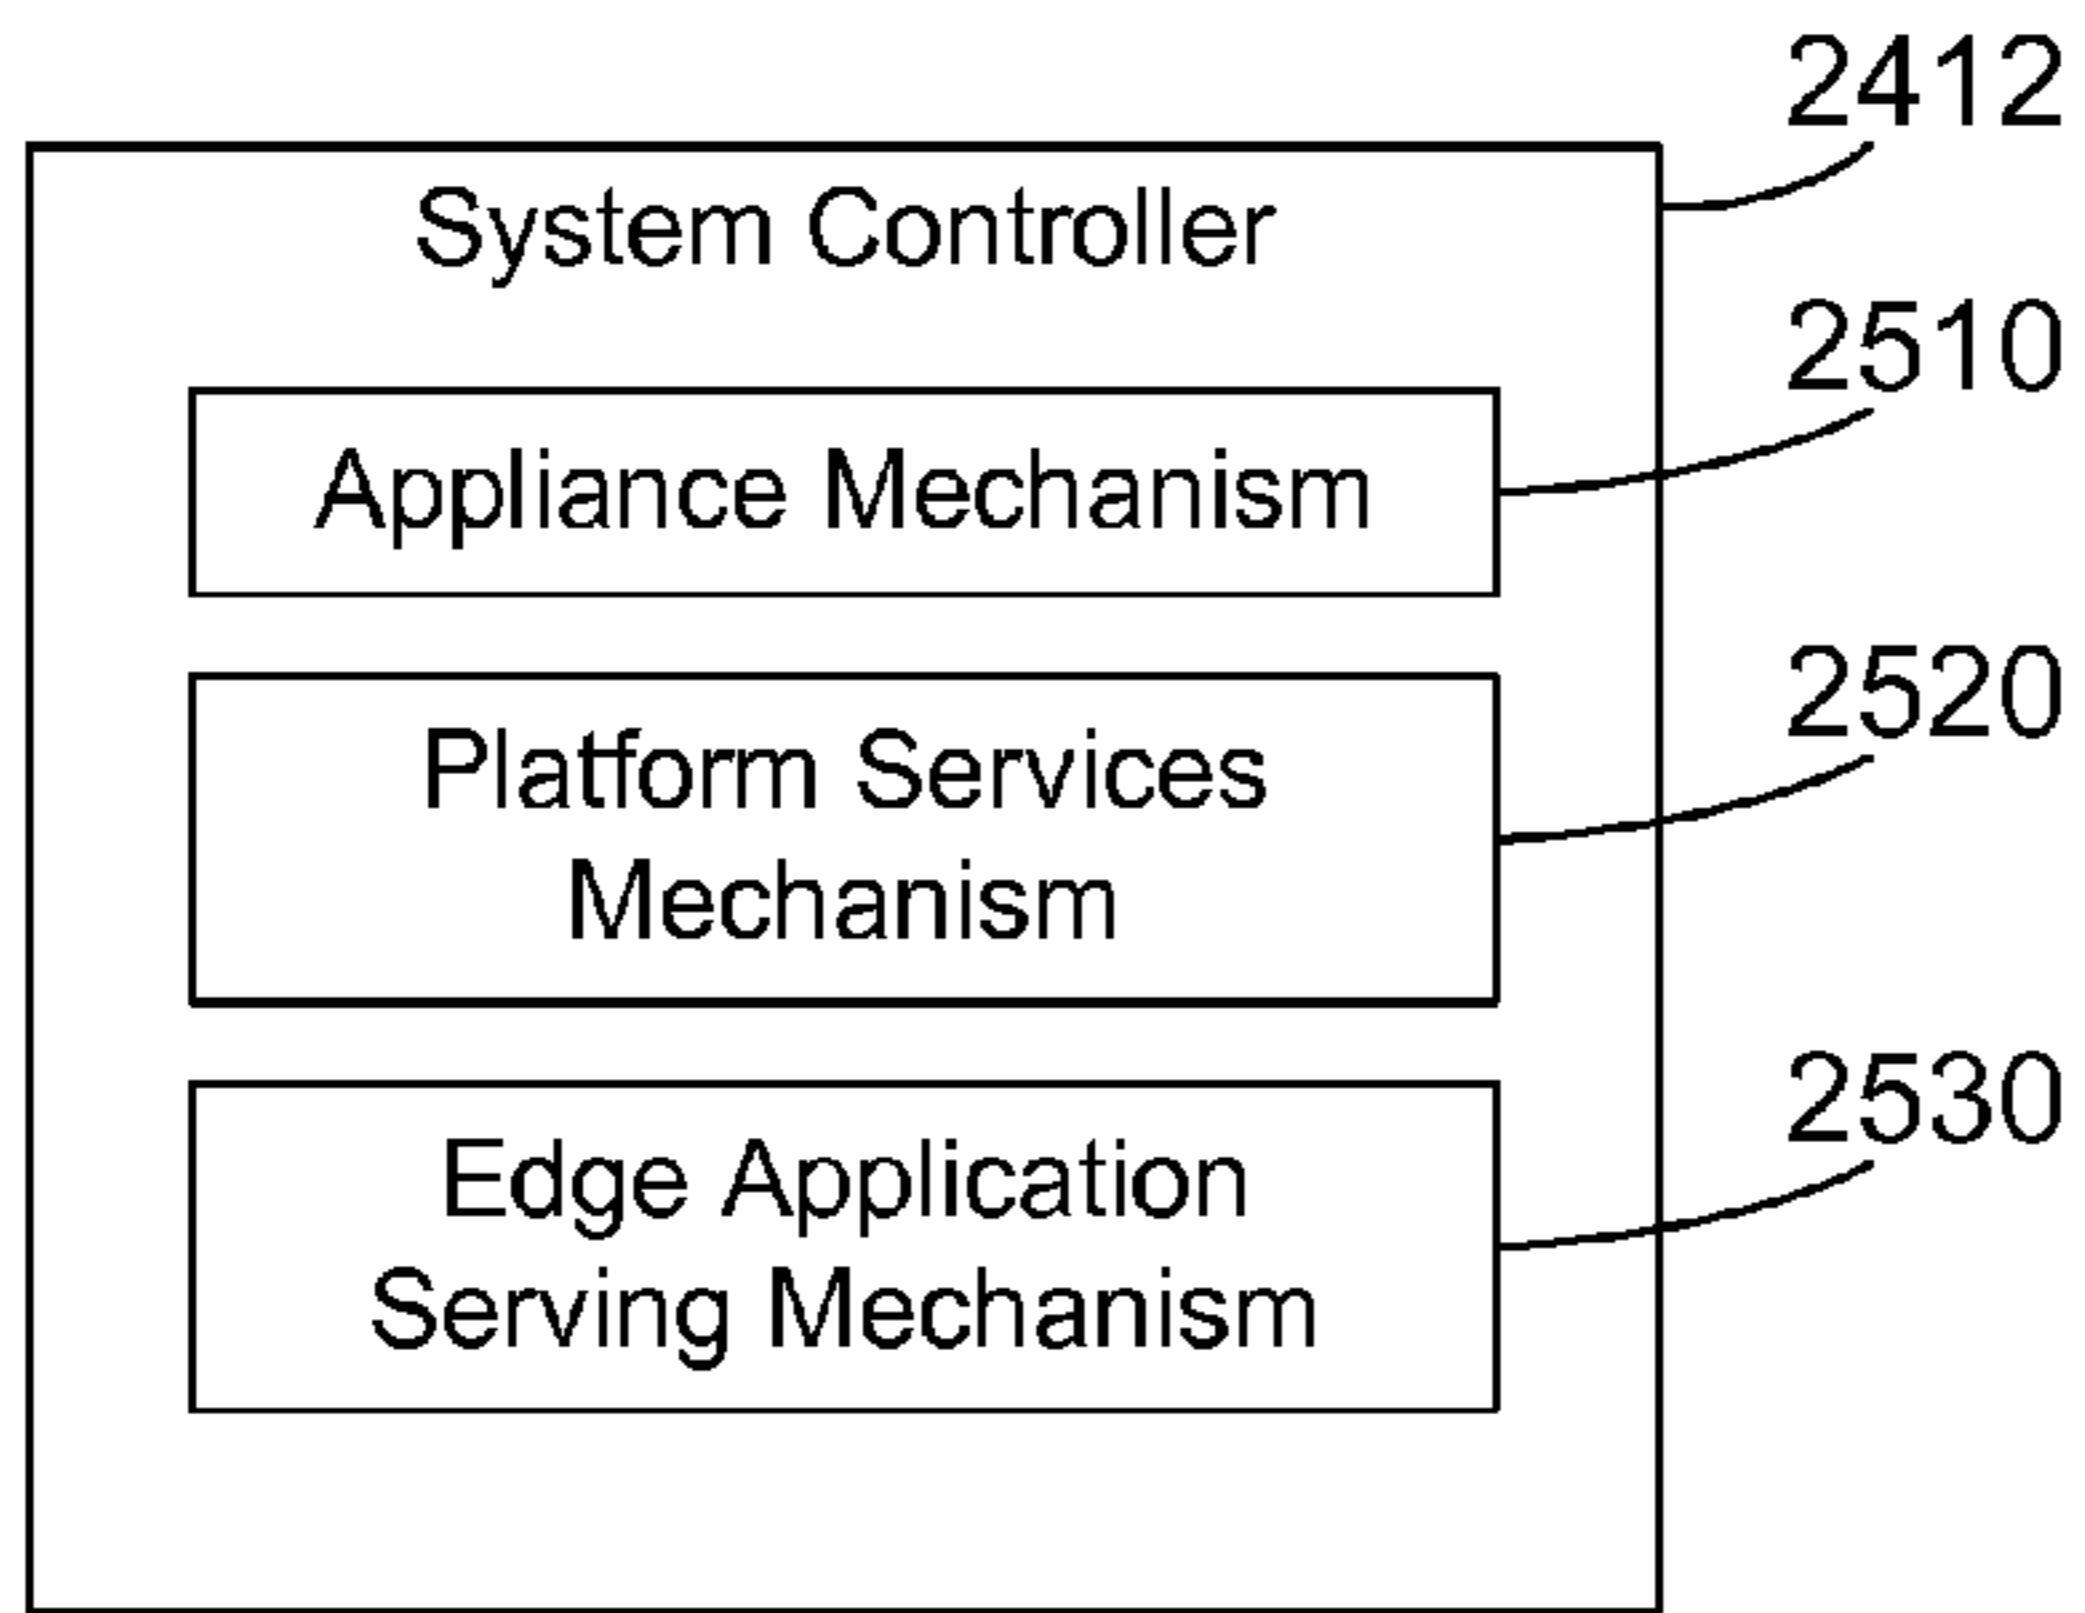 2412
System Controller
2510
Appliance Mechanism
2520
Platform Services
Mechanism
2530
Edge Application
Serving Mechanism